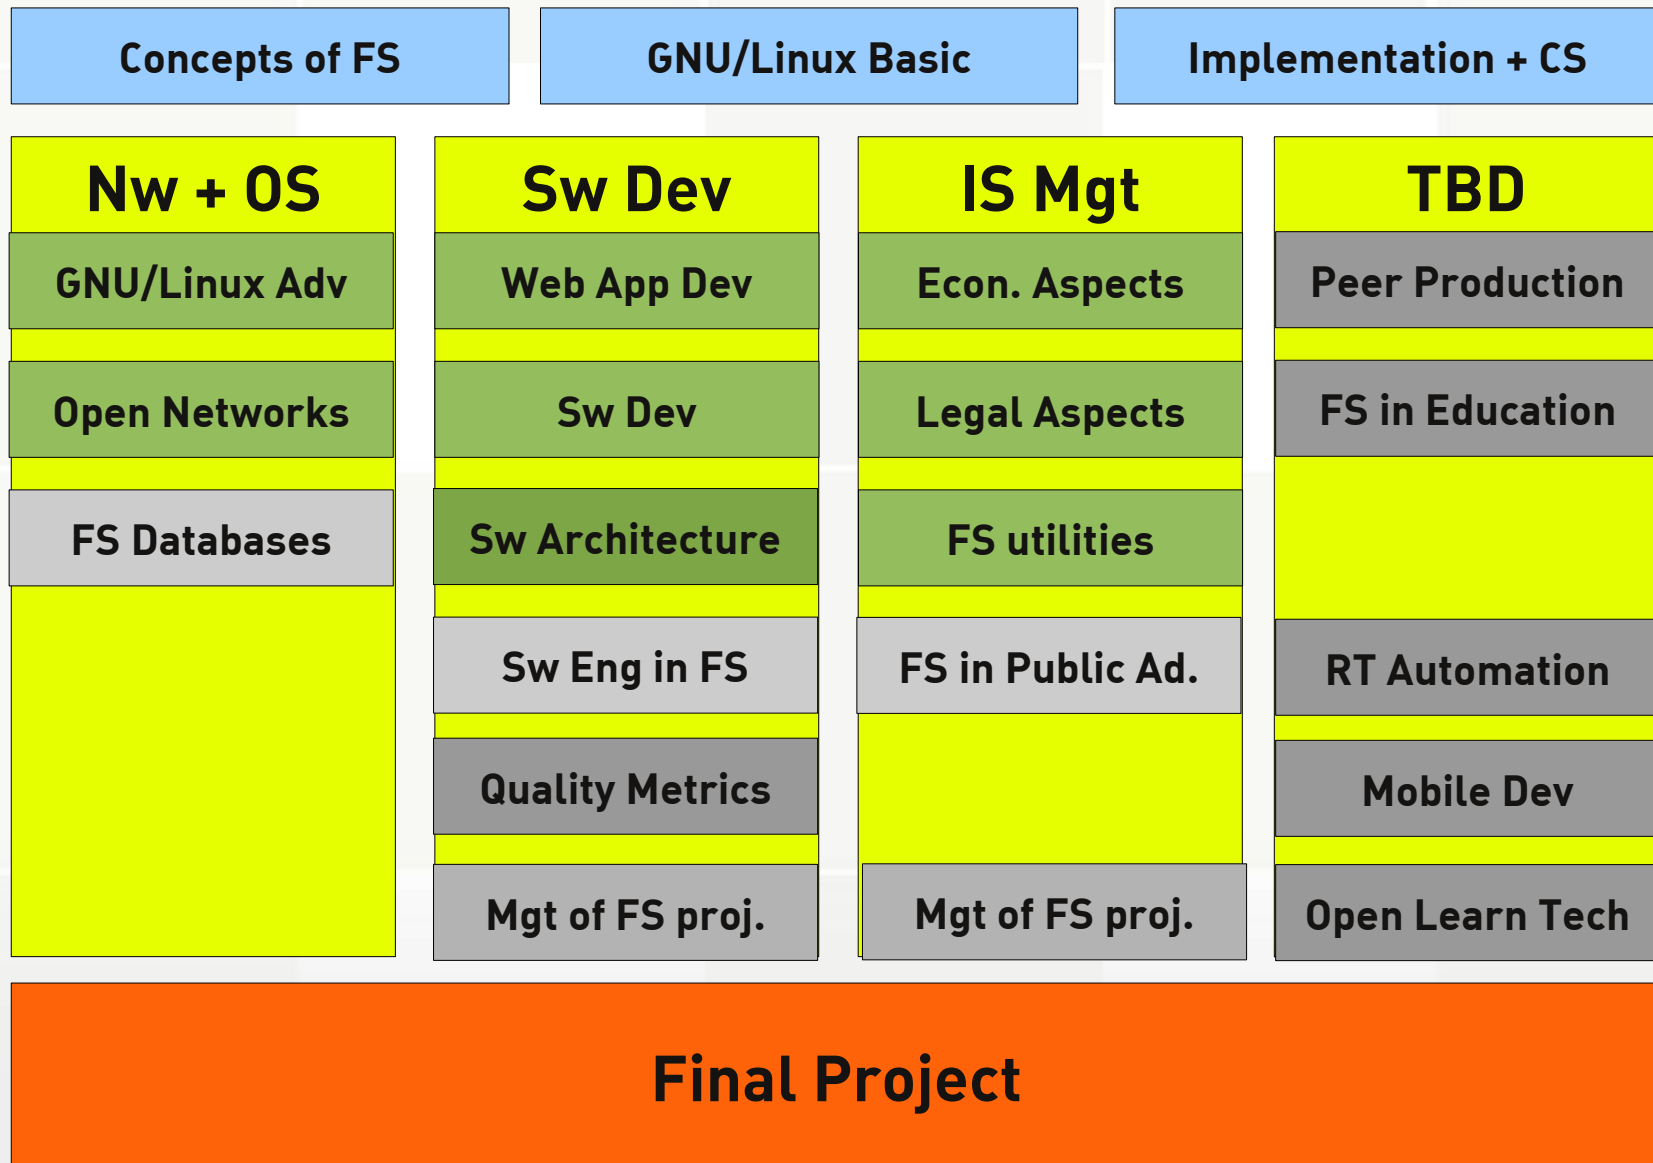 Concepts of FS
GNU/Linux Basic
Implementation + CS
Nw + OS
GNU/Linux Adv
Open Networks
FS Databases
Sw Dev
Web App Dev
Sw Dev
Sw Architecture
Sw Eng in FS
Quality Metrics
Mgt of FS proj.
IS Mgt
Econ. Aspects
Legal Aspects
FS utilities
FS in Public Ad.
Mgt of FS proj.
TBD
Peer Production
FS in Education
RT Automation
Mobile Dev
Open Learn Tech
Final Project